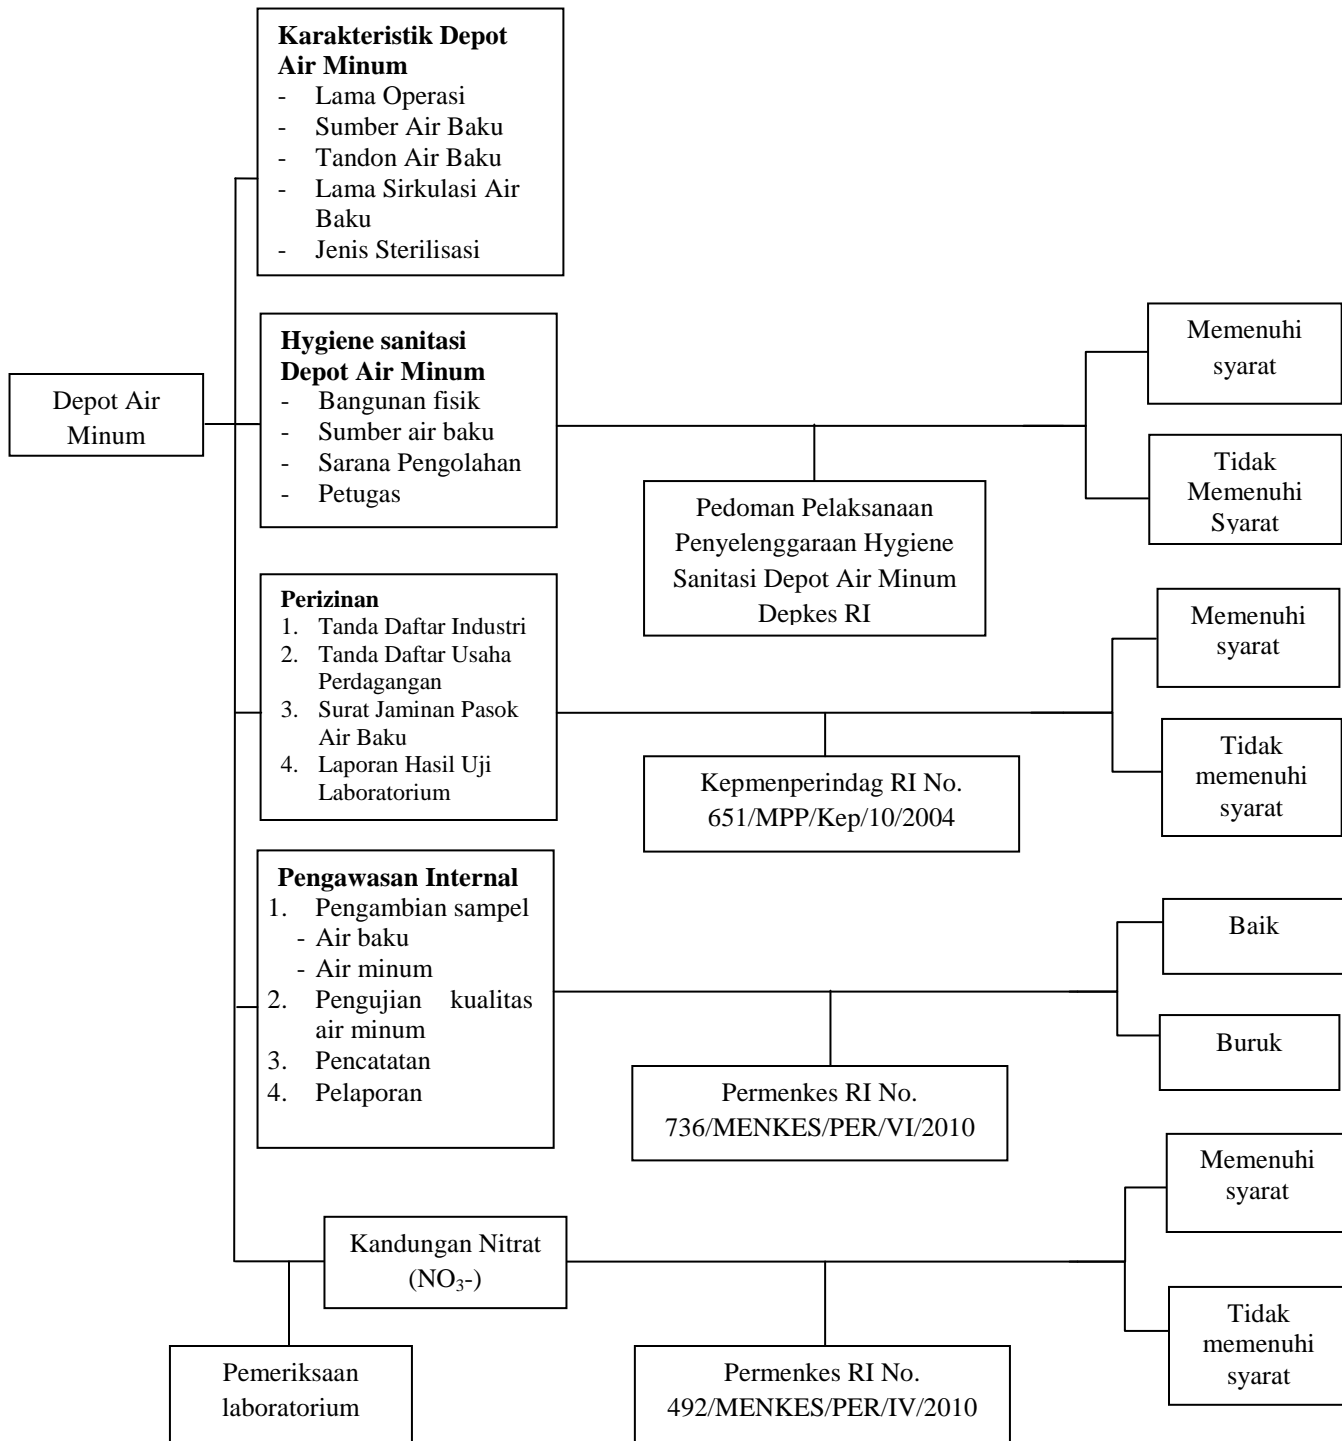 Karakteristik Depot
Air Minum
- Lama Operasi
- Sumber Air Baku
- Tandon Air Baku
- Lama Sirkulasi Air
Baku
- Jenis Sterilisasi
Depot Air
Minum
Hygiene sanitasi
Depot Air Minum
- Bangunan fisik
- Sumber air baku
- Sarana Pengolahan
- Petugas
Pedoman Pelaksanaan
Penyelenggaraan Hygiene
Sanitasi Depot Air Minum
Depkes RI
Memenuhi
syarat
Tidak
Memenuhi
Syarat
Perizinan
1. Tanda Daftar Industri
2. Tanda Daftar Usaha
Perdagangan
3. Surat Jaminan Pasok
Air Baku
4. Laporan Hasil Uji
Laboratorium
Kepmenperindag RI No.
651/MPP/Kep/10/2004
Memenuhi
syarat
Tidak
memenuhi
syarat
Pengawasan Internal
1. Pengambian sampel
- Air baku
- Air minum
2. Pengujian kualitas
air minum
3. Pencatatan
4. Pelaporan
Permenkes RI No.
736/MENKES/PER/VI/2010
Baik
Buruk
Kandungan Nitrat
(NO₃-)
Pemeriksaan
laboratorium
Permenkes RI No.
492/MENKES/PER/IV/2010
Memenuhi
syarat
Tidak
memenuhi
syarat